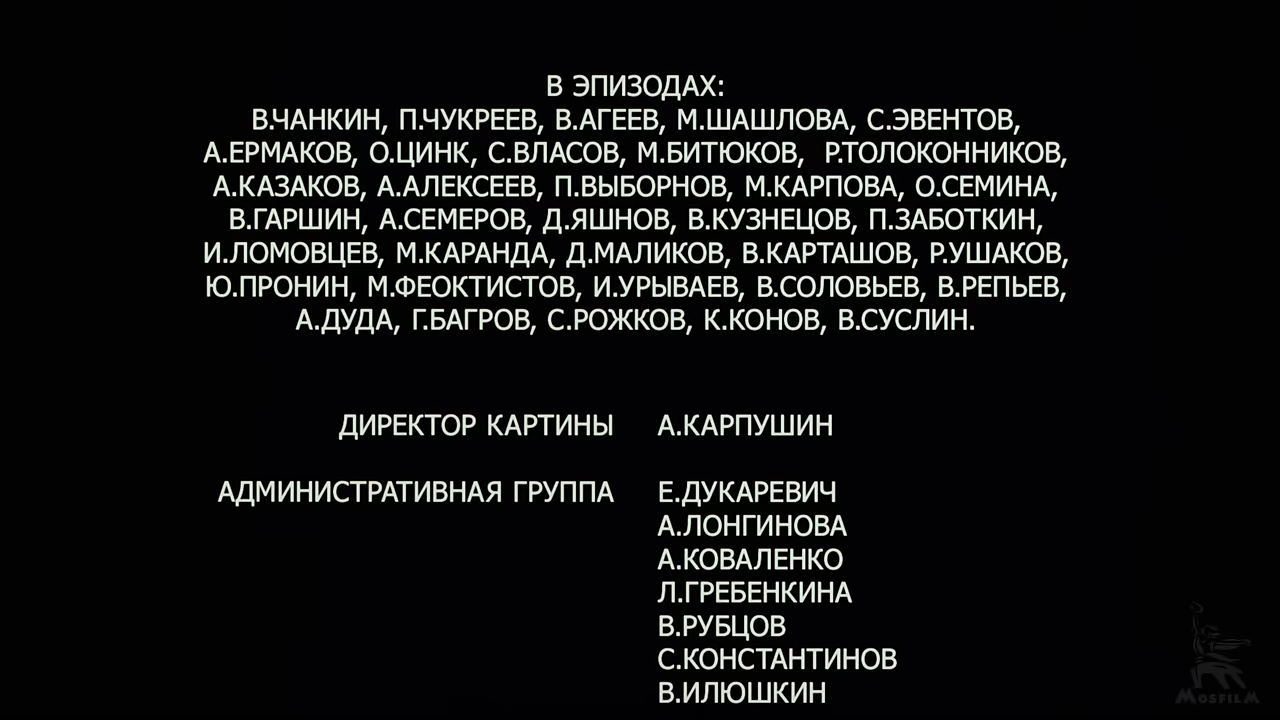 В ЭПИЗОДАХ:
В.ЧАНКИН, П.ЧУКРЕЕВ, В.АГЕЕВ, М.ШАШЛОВА, С.ЭВЕНТОВ,
А.ЕРМАКОВ, О.ЦИНК, С.ВЛАСОВ, М.БИТЮКОВ, Р.ТОЛОКОННИКОВ,
А.КАЗАКОВ, А.АЛЕКСЕЕВ, П.ВЫБОРНОВ, М.КАРПОВА, О.СЕМИНА,
В.ГАРШИН, А.СЕМЕРОВ, Д.ЯШНОВ, В.КУЗНЕЦОВ, П.ЗАБОТКИН,
И.ЛОМОВЦЕВ, М.КАРАНДА, Д.МАЛИКОВ, В.КАРТАШОВ, Р.УШАКОВ,
Ю.ПРОНИН, М.ФЕОКТИСТОВ, И.УРЫВАЕВ, В.СОЛОВЬЕВ, В.РЕПЬЕВ,
А.ДУДА, Г.БАГРОВ, С.РОЖКОВ, К.КОНОВ, В.СУСЛИН.
ДИРЕКТОР КАРТИНЫ А.КАРПУШИН
АДМИНИСТРАТИВНАЯ ГРУППА Е.ДУКАРЕВИЧ
А.ЛОНГИНОВА
А.КОВАЛЕНКО
Л.ГРЕБЕНКИНА
В.РУБЦОВ
С.КОНСТАНТИНОВ
В.ИЛЮШКИН
MOSFILM